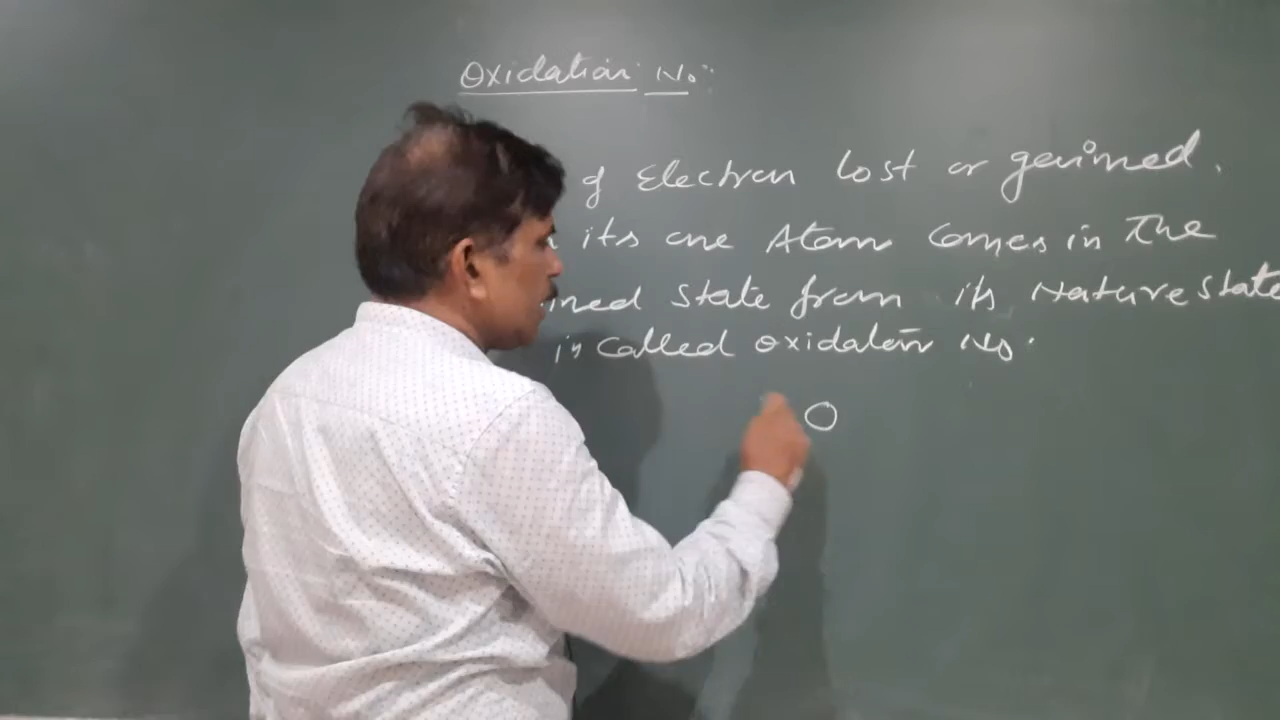 Oxidation No:
of Electron lost or gained.
its one Atom comes in The
ined State from its Nature State
is called oxidation No.
O